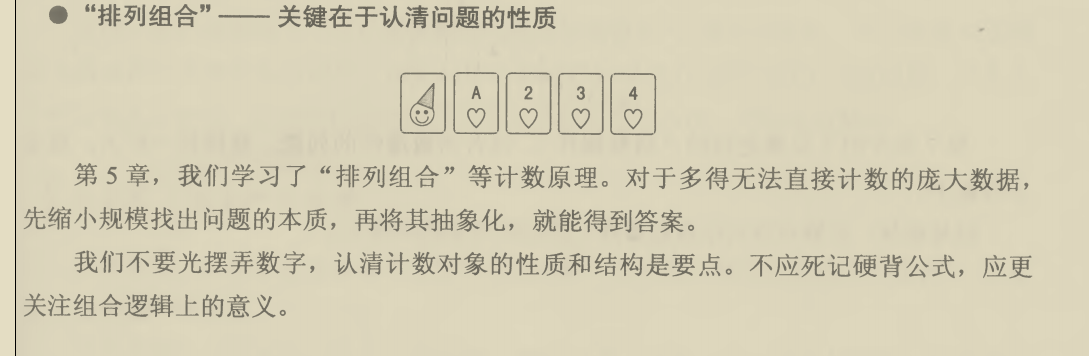 ● “排列组合”—— 关键在于认清问题的性质
A 2 3 4
第 5 章，我们学习了“排列组合”等计数原理。对于多得无法直接计数的庞大数据，
先缩小规模找出问题的本质，再将其抽象化，就能得到答案。
我们不要光摆弄数字，认清计数对象的性质和结构是要点。不应死记硬背公式，应更
关注组合逻辑上的意义。